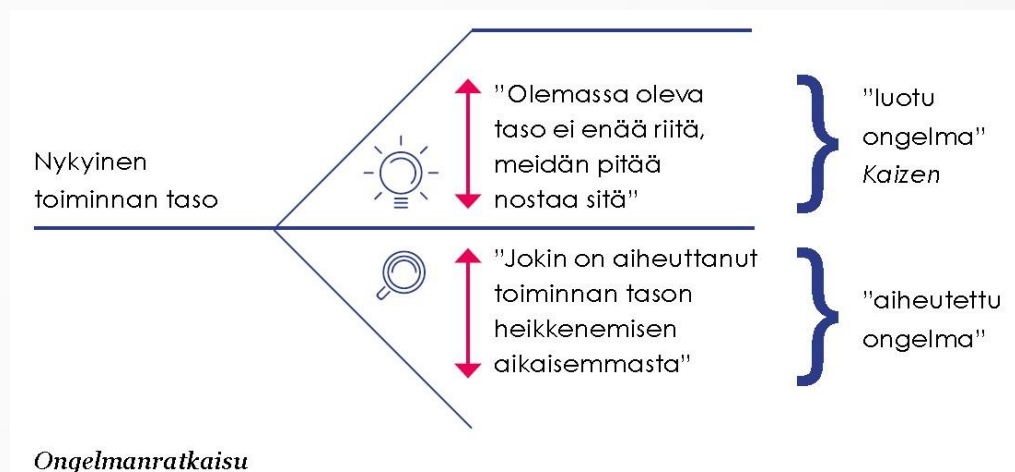 Nykyinen
toiminnan taso
”Olemassa oleva
taso ei enää riitä,
meidän pitää
nostaa sitä”
”luotu
ongelma”
Kaizen
”Jokin on aiheuttanut
toiminnan tason
heikkenemisen
aikaisemmasta”
”aiheutettu
ongelma”
Ongelmanratkaisu